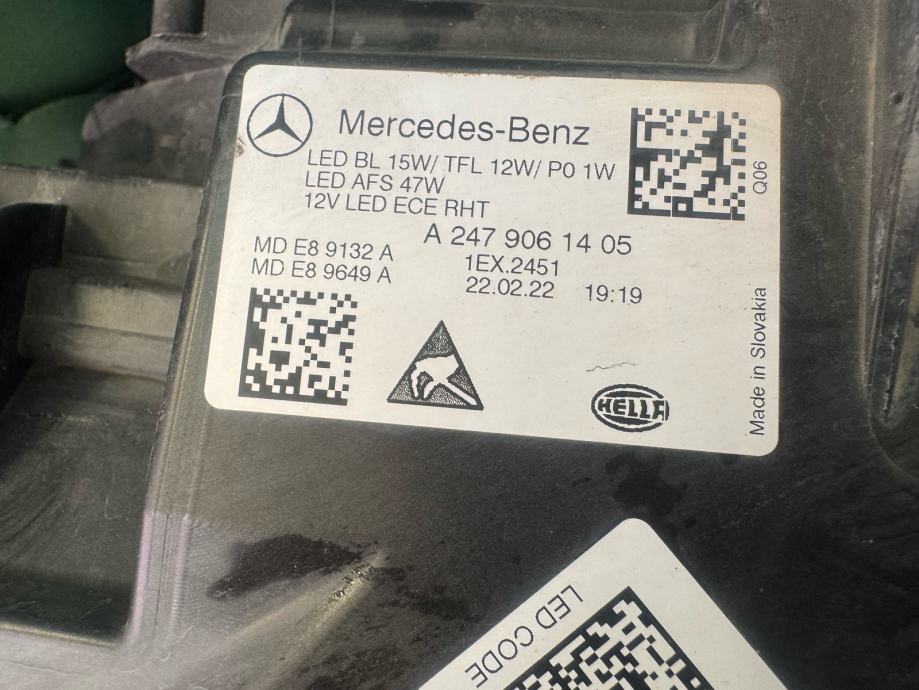 Mercedes-Benz
LED BL 15W/ TFL 12W/ P0 1W
LED AFS 47W
12V LED ECE RHT
A 247 906 14 05
MD E8 9132 A
MD E8 9649 A
1EX.2451
22.02.22 19:19
Q06
HELLA
Made in Slovakia
LED CODE